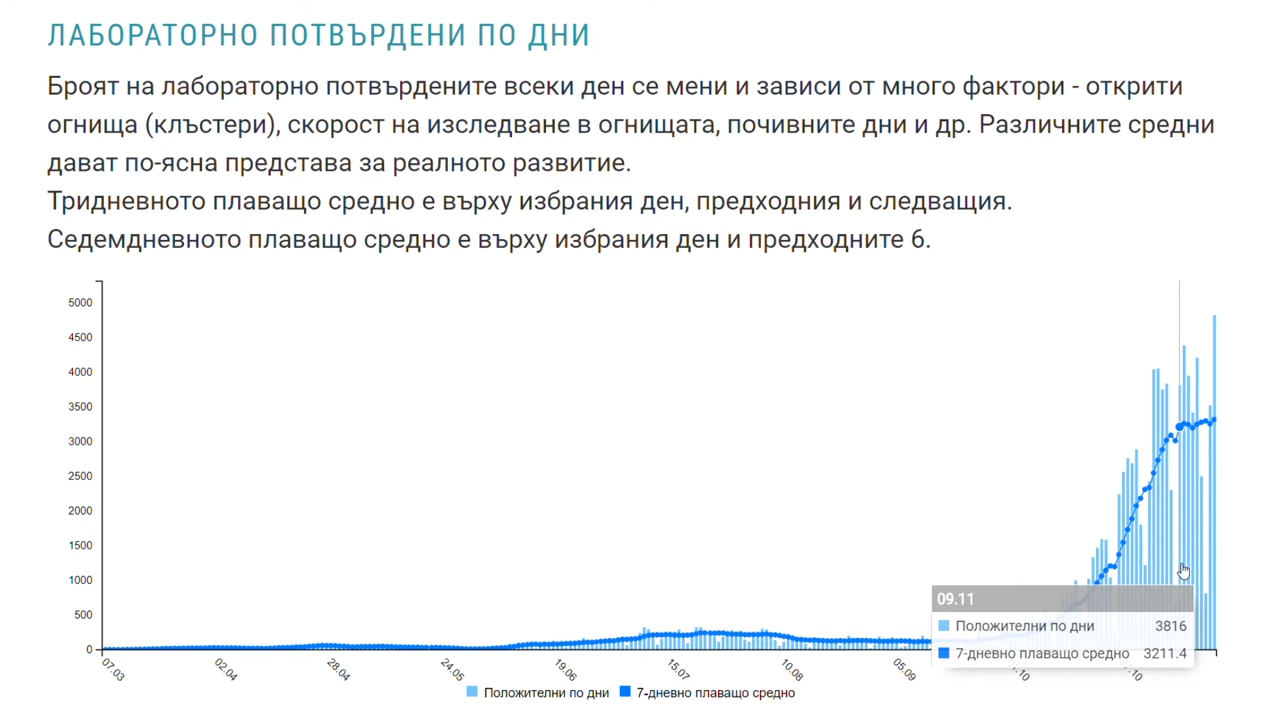 ЛАБОРАТОРНО ПОТВЪРДЕНИ ПО ДНИ
Броят на лабораторно потвърдените всеки ден се мени и зависи от много фактори - открити
огнища (клъстери), скорост на изследване в огнищата, почивните дни и др. Различните средни
дават по-ясна представа за реалното развитие.
Тридневното плаващо средно е върху избрания ден, предходния и следващия.
Седемдневното плаващо средно е върху избрания ден и предходните 6.
5000
4500
4000
3500
3000
2500
2000
1500
1000
500
0
07.03
02.04
28.04
24.05
19.06
15.07
10.08
05.09
.10
.10
09.11
Положителни по дни 3816
7-дневно плаващо средно 3211.4
Положителни по дни 7-дневно плаващо средно